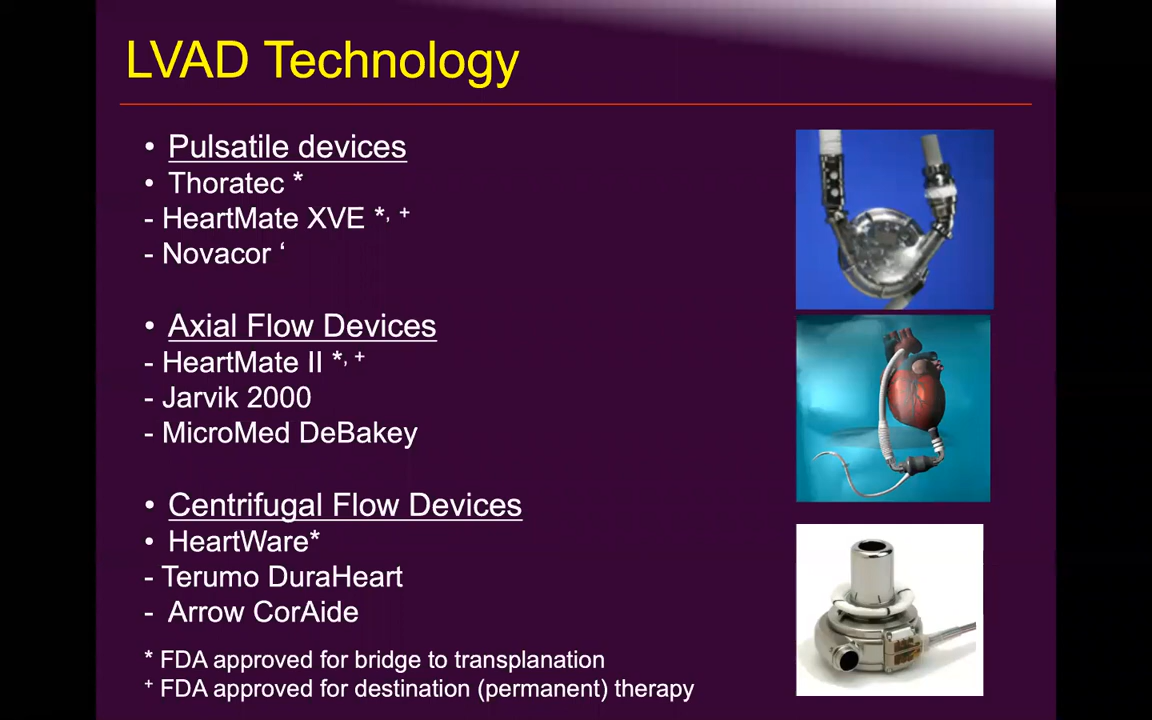 LVAD Technology
• Pulsatile devices
• Thoratec *
- HeartMate XVE *, +
- Novacor ‘
• Axial Flow Devices
- HeartMate II *, +
- Jarvik 2000
- MicroMed DeBakey
• Centrifugal Flow Devices
• HeartWare*
- Terumo DuraHeart
- Arrow CorAide
* FDA approved for bridge to transplanation
+ FDA approved for destination (permanent) therapy